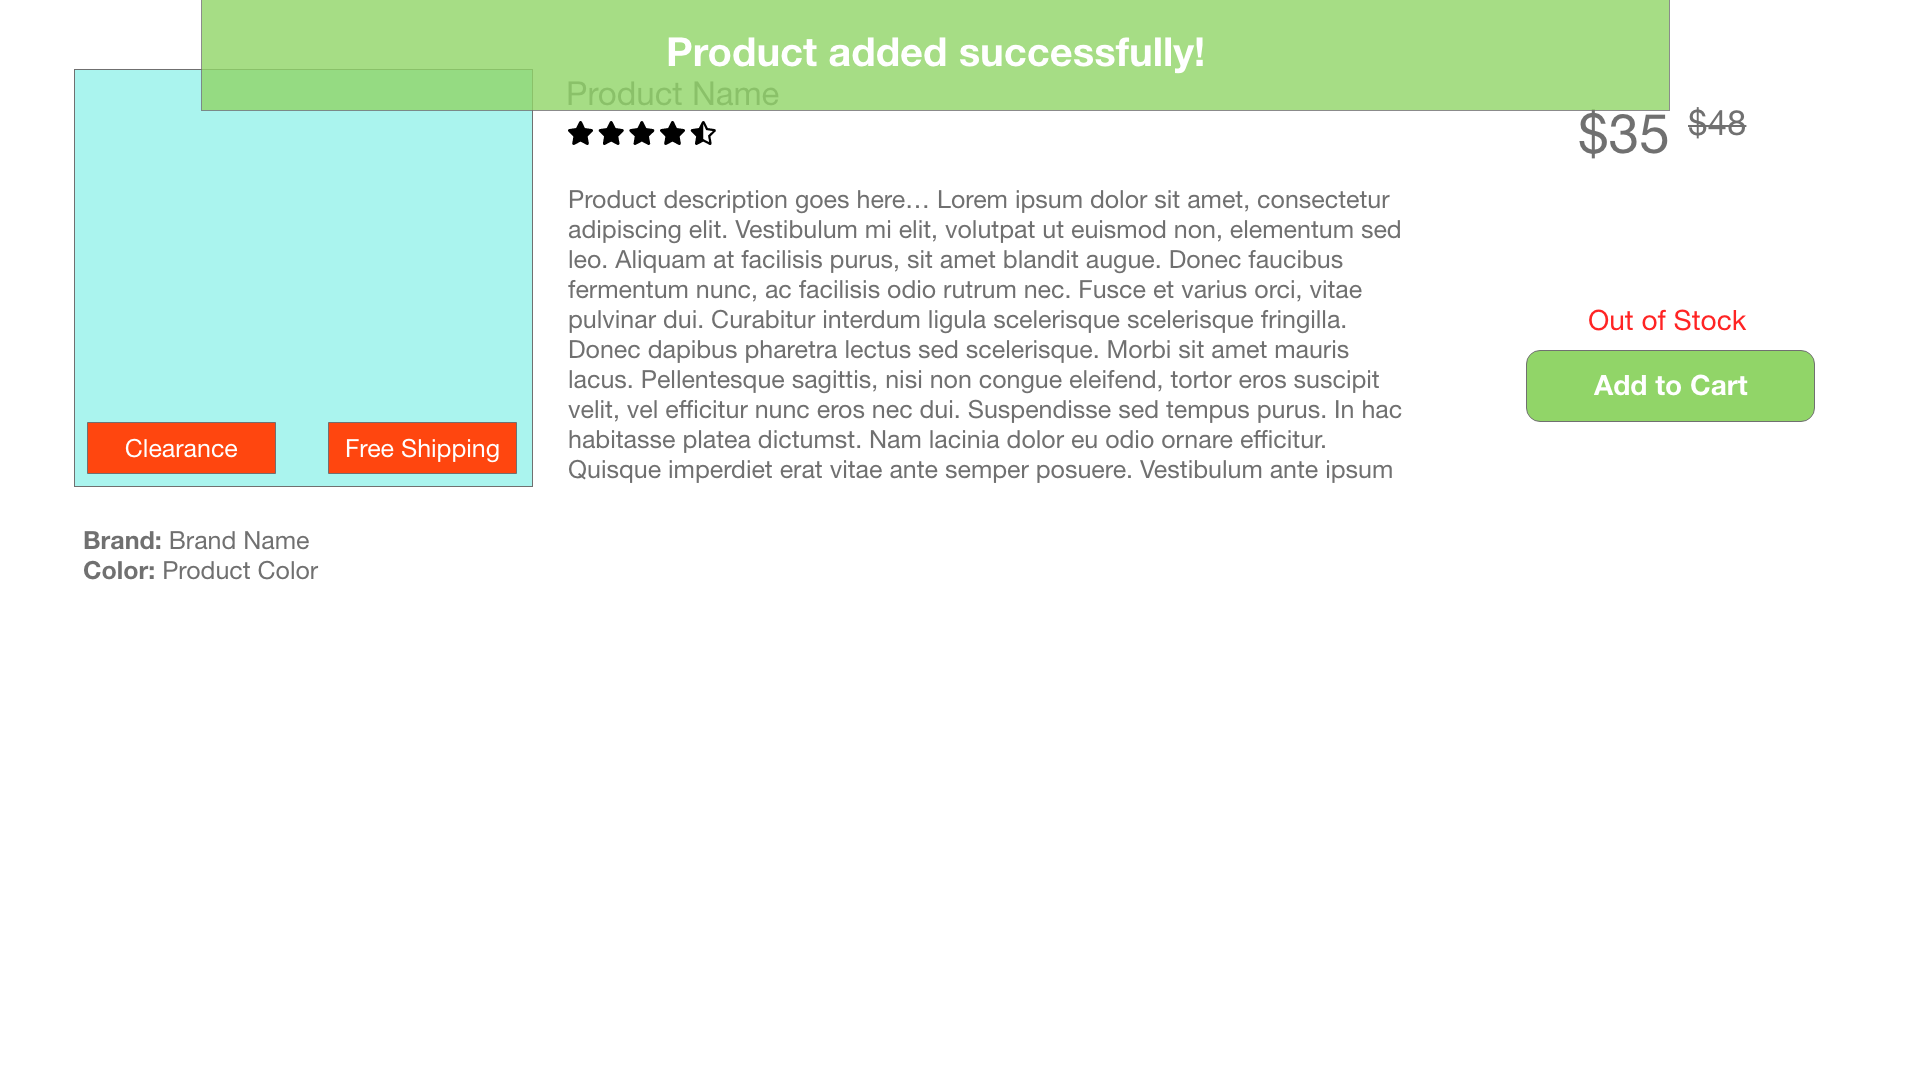 Product added successfully!
Product Name
$35 $48
Product description goes here… Lorem ipsum dolor sit amet, consectetur
adipiscing elit. Vestibulum mi elit, volutpat ut euismod non, elementum sed
leo. Aliquam at facilisis purus, sit amet blandit augue. Donec faucibus
fermentum nunc, ac facilisis odio rutrum nec. Fusce et varius orci, vitae
pulvinar dui. Curabitur interdum ligula scelerisque scelerisque fringilla.
Donec dapibus pharetra lectus sed scelerisque. Morbi sit amet mauris
lacus. Pellentesque sagittis, nisi non congue eleifend, tortor eros suscipit
velit, vel efficitur nunc eros nec dui. Suspendisse sed tempus purus. In hac
habitasse platea dictumst. Nam lacinia dolor eu odio ornare efficitur.
Quisque imperdiet erat vitae ante semper posuere. Vestibulum ante ipsum
Out of Stock
Add to Cart
Clearance
Free Shipping
Brand: Brand Name
Color: Product Color